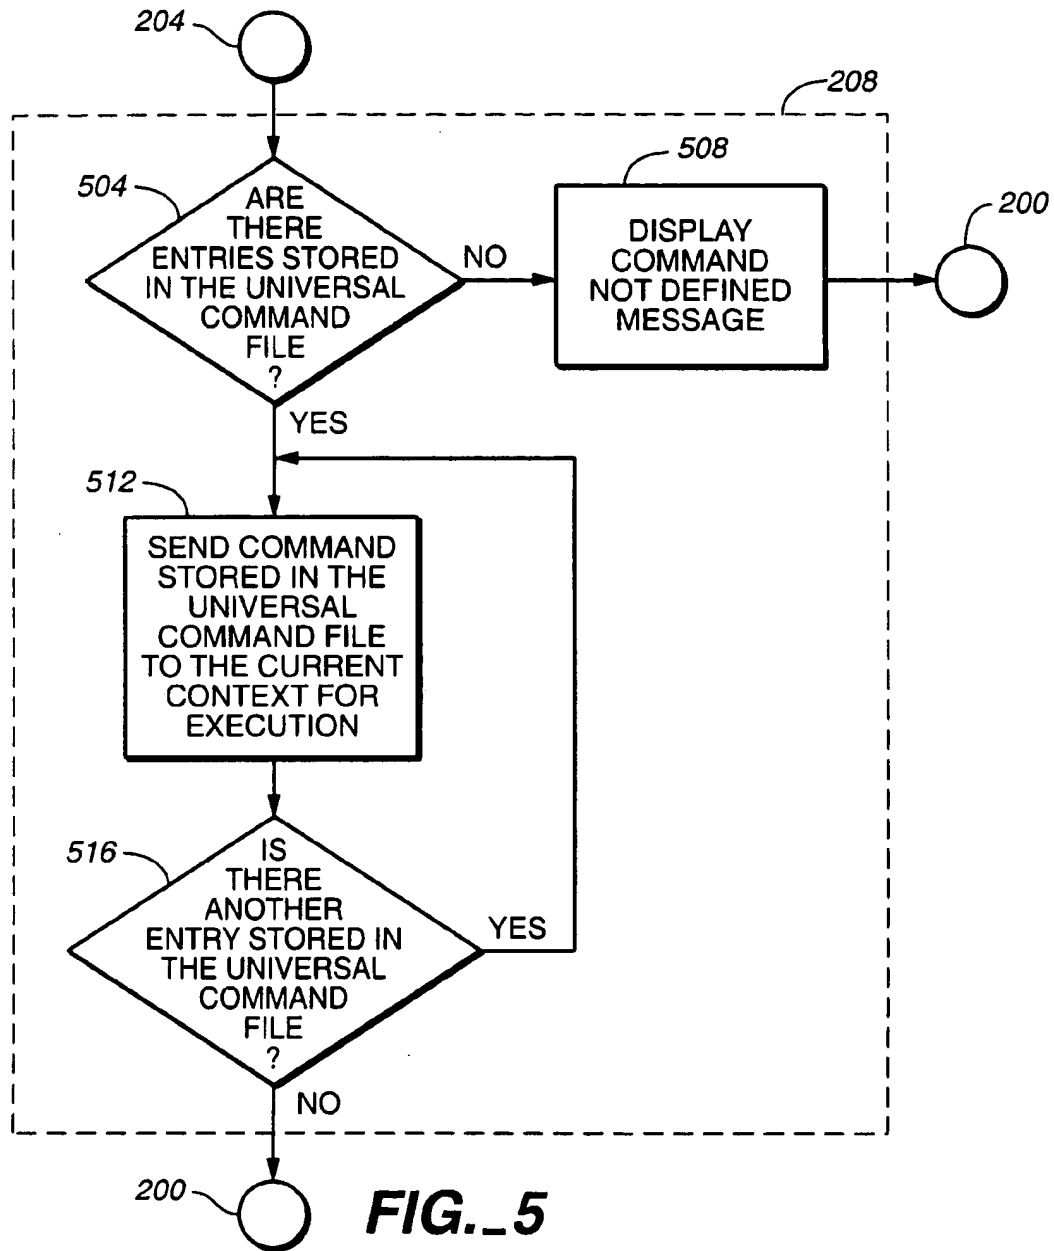 204
208
504
ARE
THERE
ENTRIES STORED
IN THE UNIVERSAL
COMMAND
FILE
?
NO
508
DISPLAY
COMMAND
NOT DEFINED
MESSAGE
200
YES
512
SEND COMMAND
STORED IN THE
UNIVERSAL
COMMAND FILE
TO THE CURRENT
CONTEXT FOR
EXECUTION
516
IS
THERE
ANOTHER
ENTRY STORED IN
THE UNIVERSAL
COMMAND
FILE
?
YES
NO
200
FIG._5